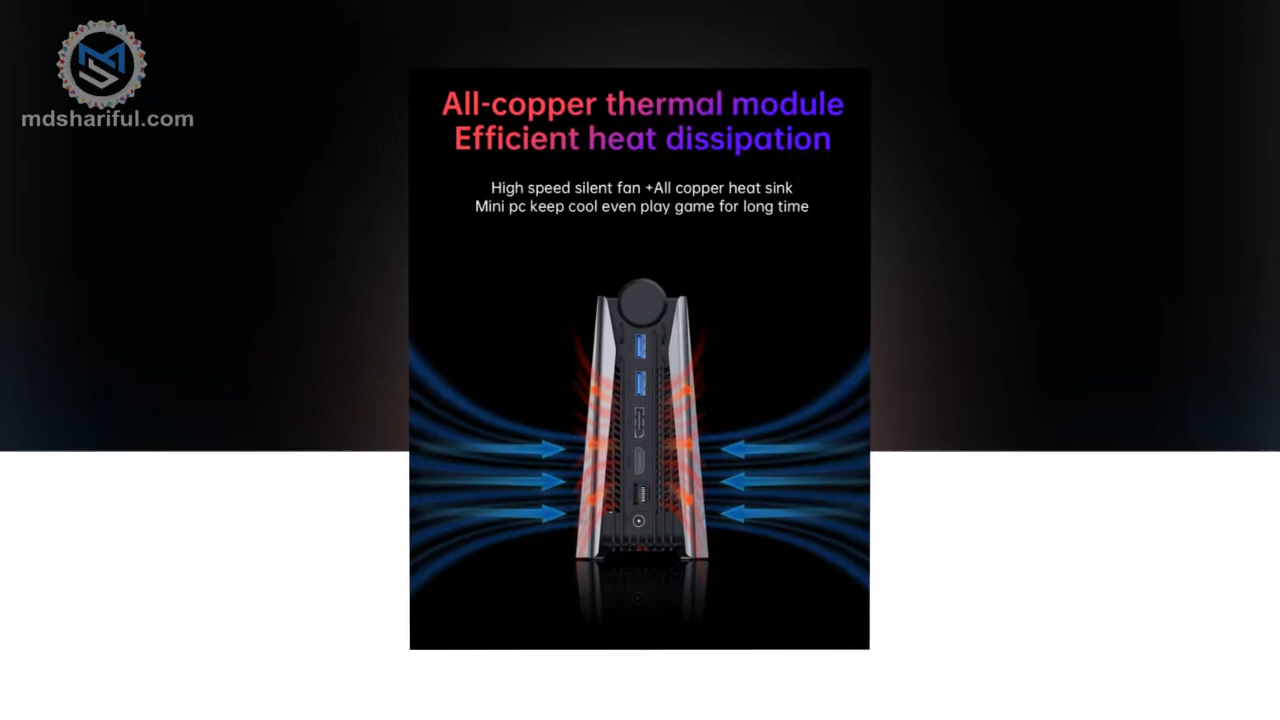 mdshariful.com
All-copper thermal module
Efficient heat dissipation
High speed silent fan +All copper heat sink
Mini pc keep cool even play game for long time